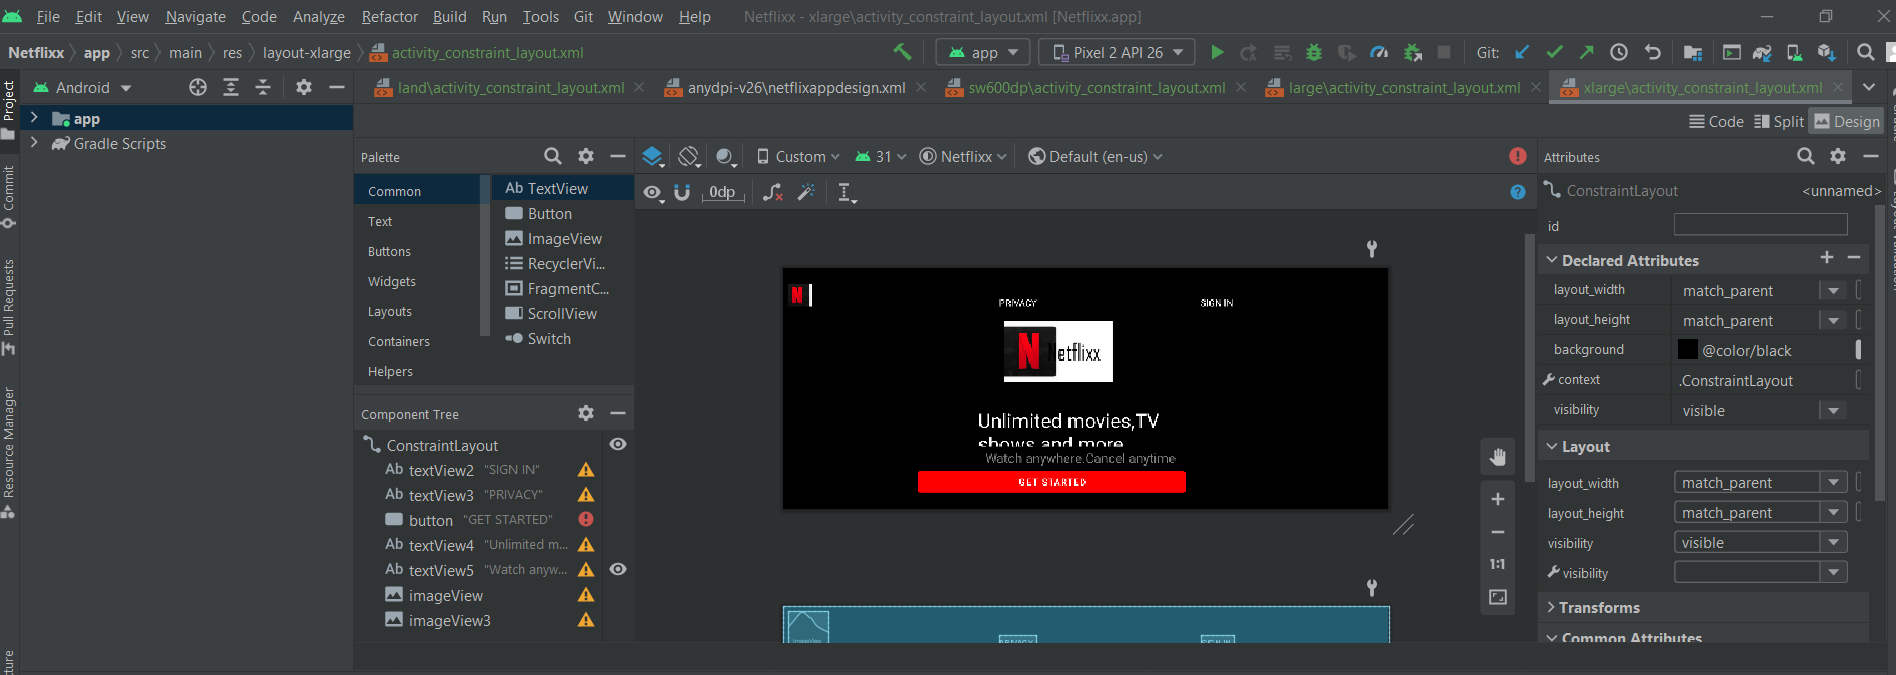 File Edit View Navigate Code Analyze Refactor Build Run Tools Git Window Help Netflixx - xlarge\activity_constraint_layout.xml [Netflixx.app]
Netflixx app src main res layout-xlarge activity_constraint_layout.xml app Pixel 2 API 26 Git:
Android land\activity_constraint_layout.xml anydpi-v26\netflixappdesign.xml sw600dp\activity_constraint_layout.xml large\activity_constraint_layout.xml xlarge\activity_constraint_layout.xml
Project
Commit
Pull Requests
Resource Manager
app
Gradle Scripts
Code Split Design
Palette
Common
Text
Buttons
Widgets
Layouts
Containers
Helpers
Ab TextView
Button
ImageView
RecyclerVi...
FragmentC...
ScrollView
Switch
Component Tree
ConstraintLayout
Ab textView2 "SIGN IN"
Ab textView3 "PRIVACY"
button "GET STARTED"
Ab textView4 "Unlimited m...
Ab textView5 "Watch anyw...
imageView
imageView3
Custom 31 Netflixx Default (en-us)
0dp
N PRIVACY SIGN IN
N Netflixx
Unlimited movies,TV
shows and more
Watch anywhere.Cancel anytime
GET STARTED
1:1
PRIVACY SIGN IN
Attributes
ConstraintLayout <unnamed>
id
Declared Attributes
layout_width match_parent
layout_height match_parent
background @color/black
context .ConstraintLayout
visibility visible
Layout
layout_width match_parent
layout_height match_parent
visibility visible
visibility
Transforms
Common Attributes